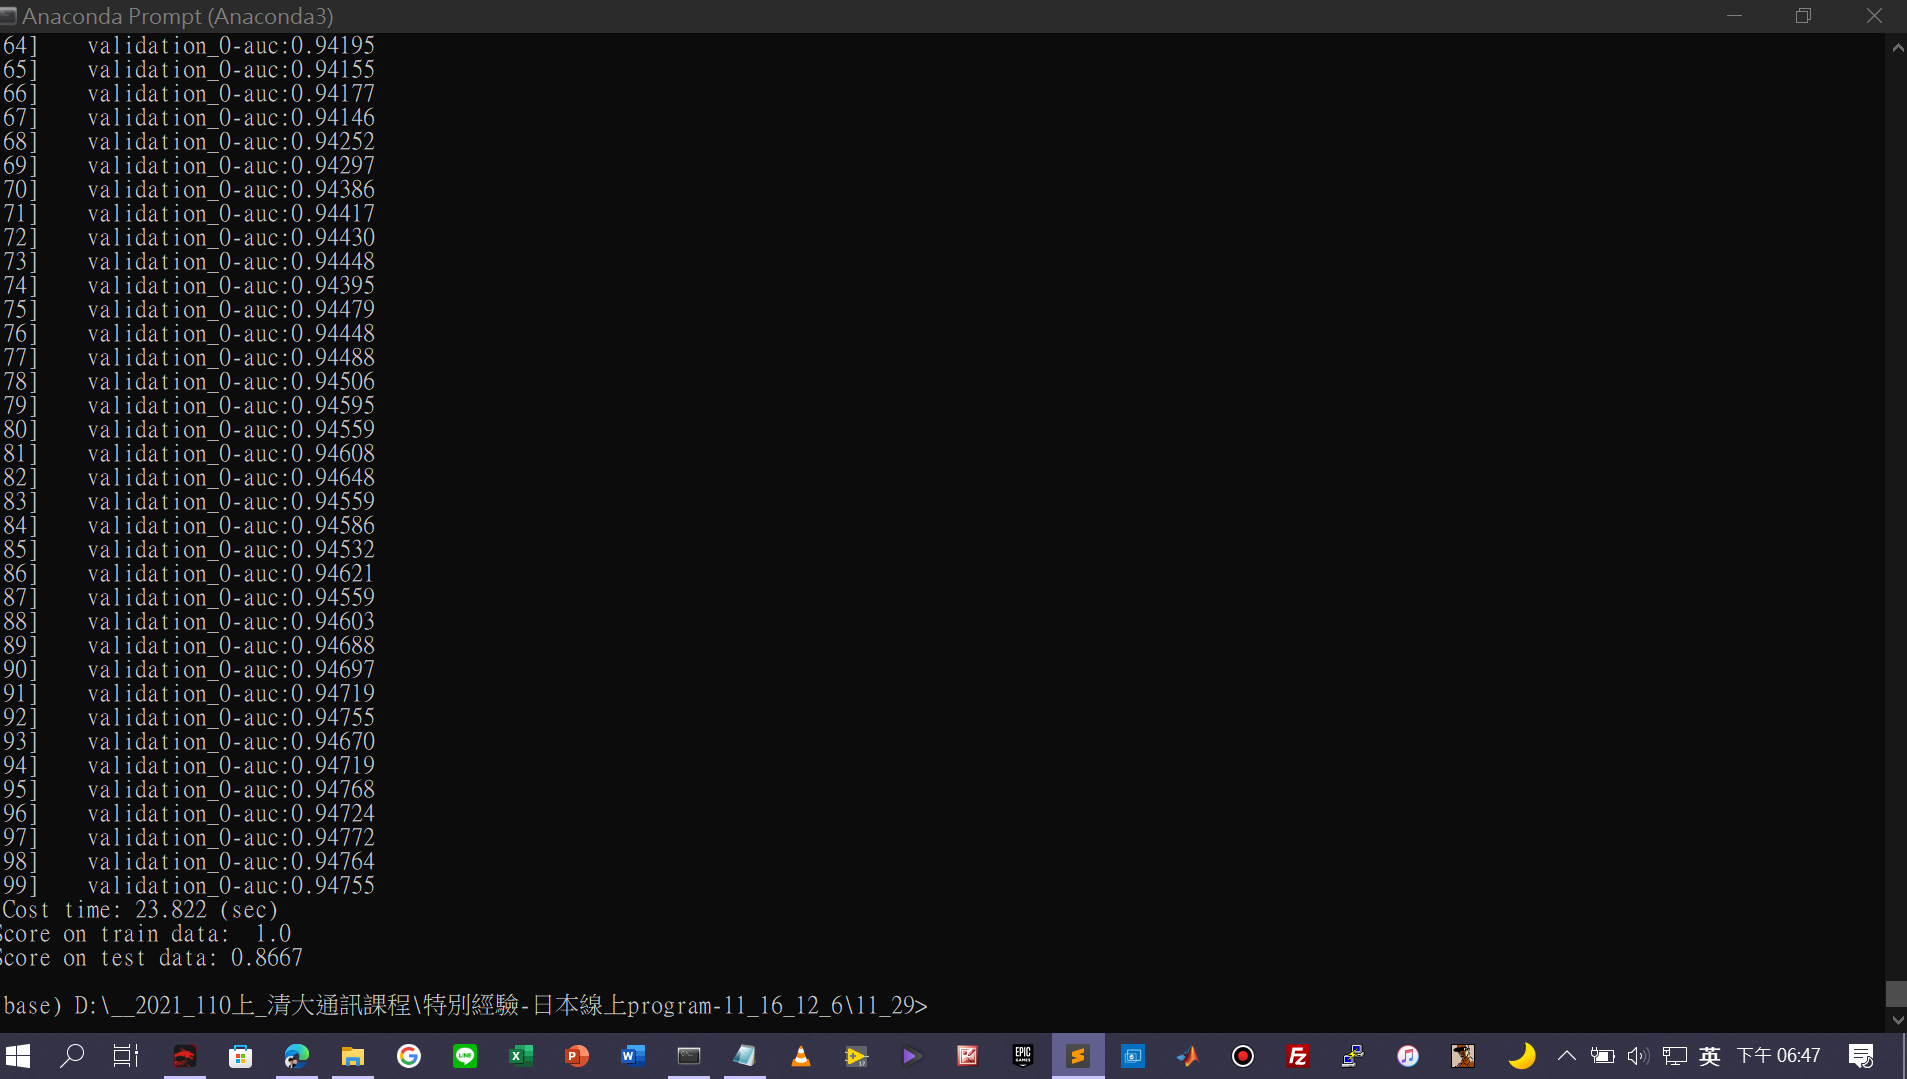 Anaconda Prompt (Anaconda3)
64] validation_0-auc:0.94195
65] validation_0-auc:0.94155
66] validation_0-auc:0.94177
67] validation_0-auc:0.94146
68] validation_0-auc:0.94252
69] validation_0-auc:0.94297
70] validation_0-auc:0.94386
71] validation_0-auc:0.94417
72] validation_0-auc:0.94430
73] validation_0-auc:0.94448
74] validation_0-auc:0.94395
75] validation_0-auc:0.94479
76] validation_0-auc:0.94448
77] validation_0-auc:0.94488
78] validation_0-auc:0.94506
79] validation_0-auc:0.94595
80] validation_0-auc:0.94559
81] validation_0-auc:0.94608
82] validation_0-auc:0.94648
83] validation_0-auc:0.94559
84] validation_0-auc:0.94586
85] validation_0-auc:0.94532
86] validation_0-auc:0.94621
87] validation_0-auc:0.94559
88] validation_0-auc:0.94603
89] validation_0-auc:0.94688
90] validation_0-auc:0.94697
91] validation_0-auc:0.94719
92] validation_0-auc:0.94755
93] validation_0-auc:0.94670
94] validation_0-auc:0.94719
95] validation_0-auc:0.94768
96] validation_0-auc:0.94724
97] validation_0-auc:0.94772
98] validation_0-auc:0.94764
99] validation_0-auc:0.94755
Cost time: 23.822 (sec)
Score on train data:  1.0
Score on test data: 0.8667
base) D:\__2021_110上_清大通訊課程\特別經驗-日本線上program-11_16_12_6\11_29>
英 下午 06:47